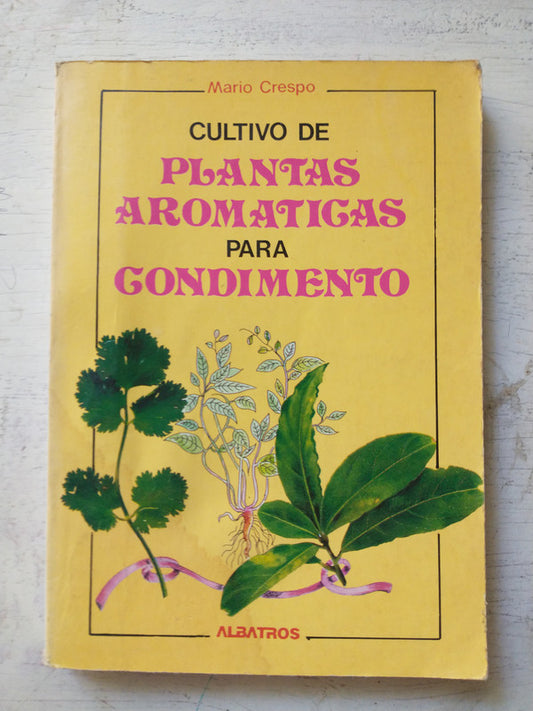 Mario Crespo
CULTIVO DE
PLANTAS
AROMATICAS
PARA
CONDIMENTO
ALBATROS